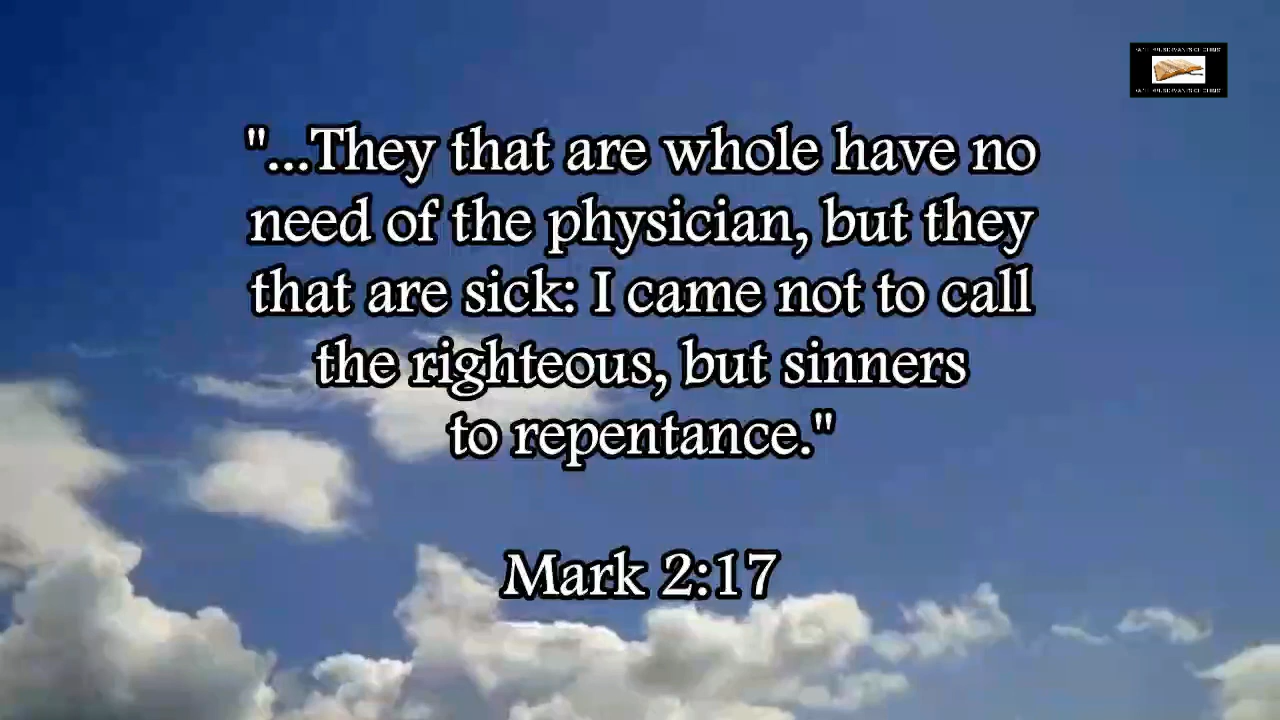 "...They that are whole have no
need of the physician, but they
that are sick: I came not to call
the righteous, but sinners
to repentance."
Mark 2:17